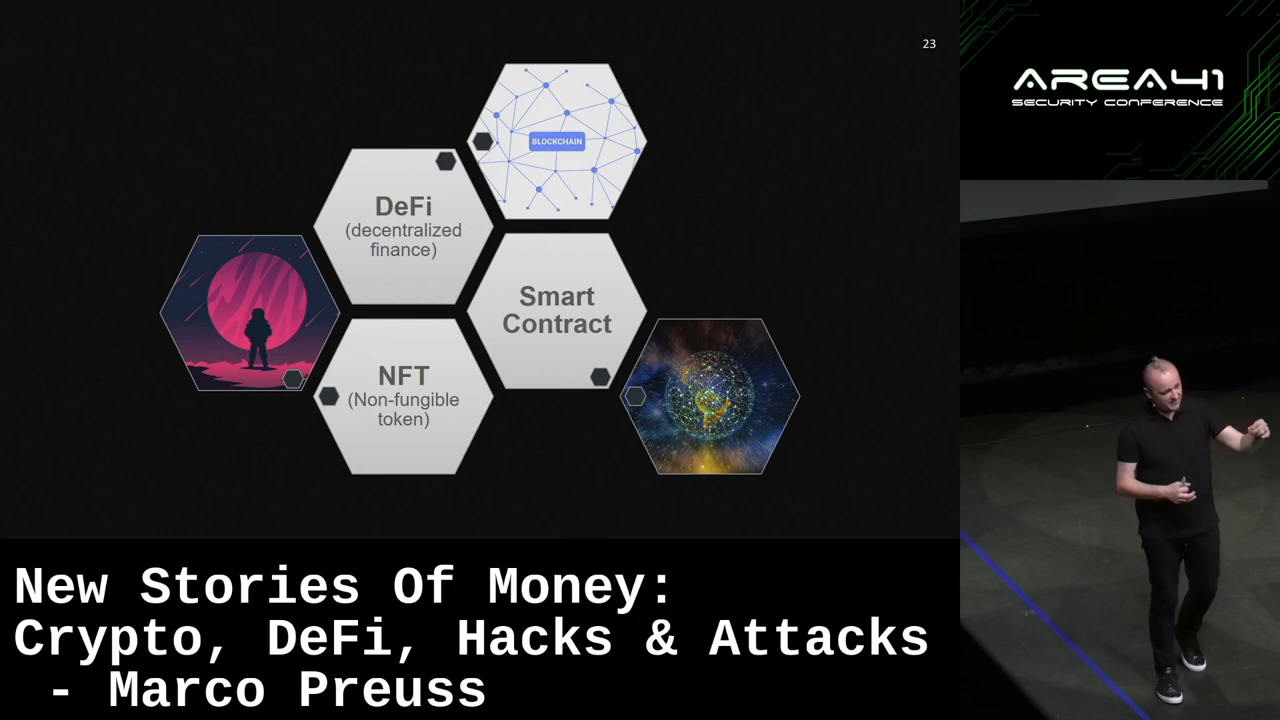 23
AREA41
SECURITY CONFERENCE
BLOCKCHAIN
DeFi
(decentralized
finance)
Smart
Contract
NFT
(Non-fungible
token)
New Stories Of Money:
Crypto, DeFi, Hacks & Attacks
- Marco Preuss